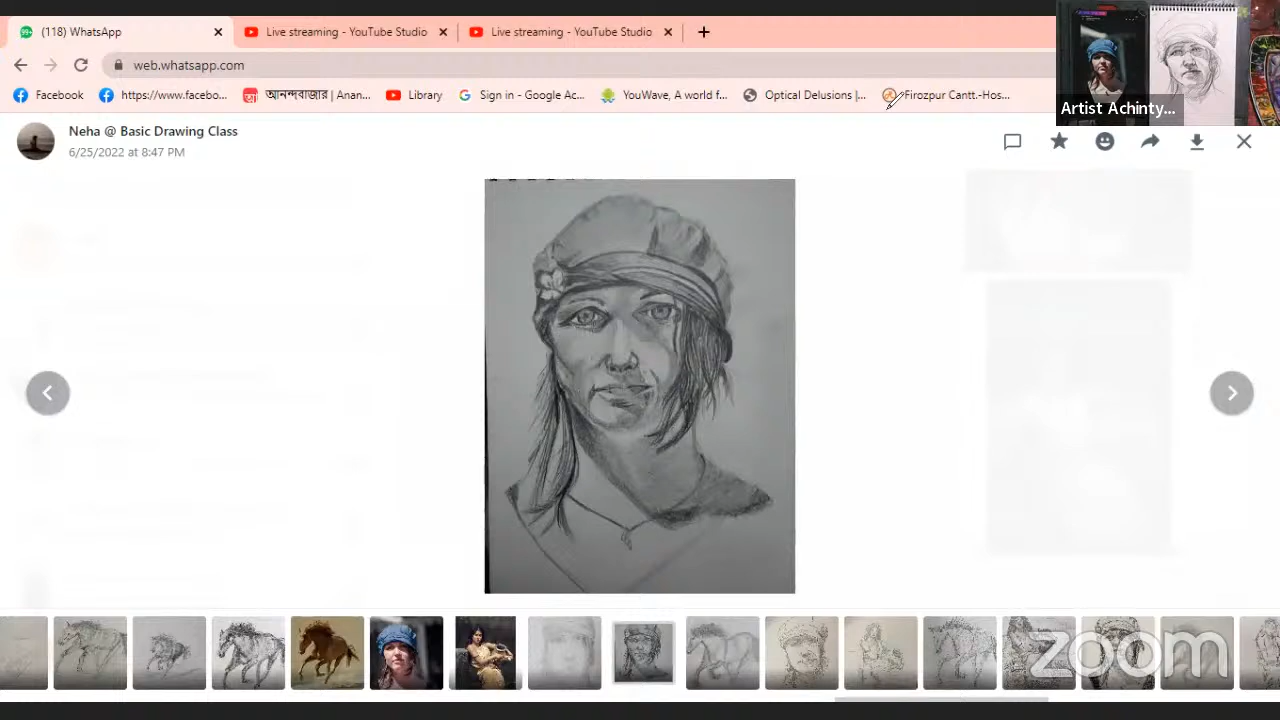 99+ (118) WhatsApp
Live streaming - YouTube Studio
Live streaming - YouTube Studio
web.whatsapp.com
Facebook
https://www.facebo...
আনন্দবাজার | Anan...
Library
Sign in - Google Ac...
YouWave, A world f...
Optical Delusions |...
Firozpur Cantt.-Hos...
Artist Achinty...
Neha @ Basic Drawing Class
6/25/2022 at 8:47 PM
zoom